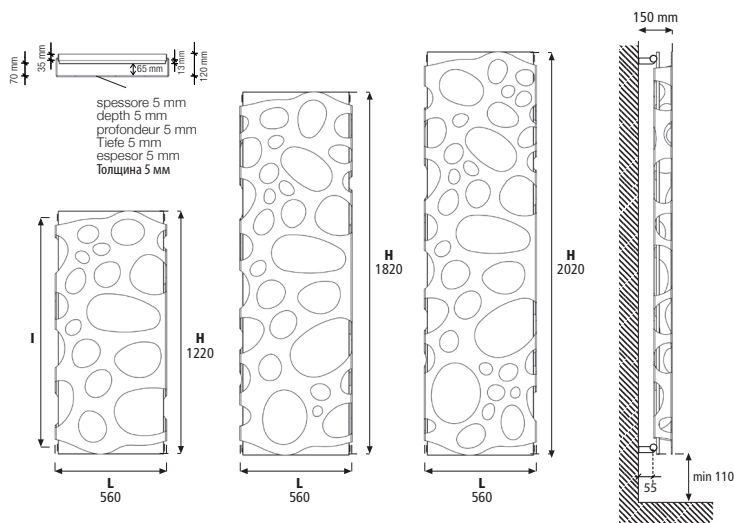 150 mm
70 mm
35 mm
65 mm
13 mm
120 mm
spessore 5 mm
depth 5 mm
profondeur 5 mm
Tiefe 5 mm
espesor 5 mm
Толщина 5 мм
I
H
1220
L
560
H
1820
L
560
H
2020
L
560
55
min 110